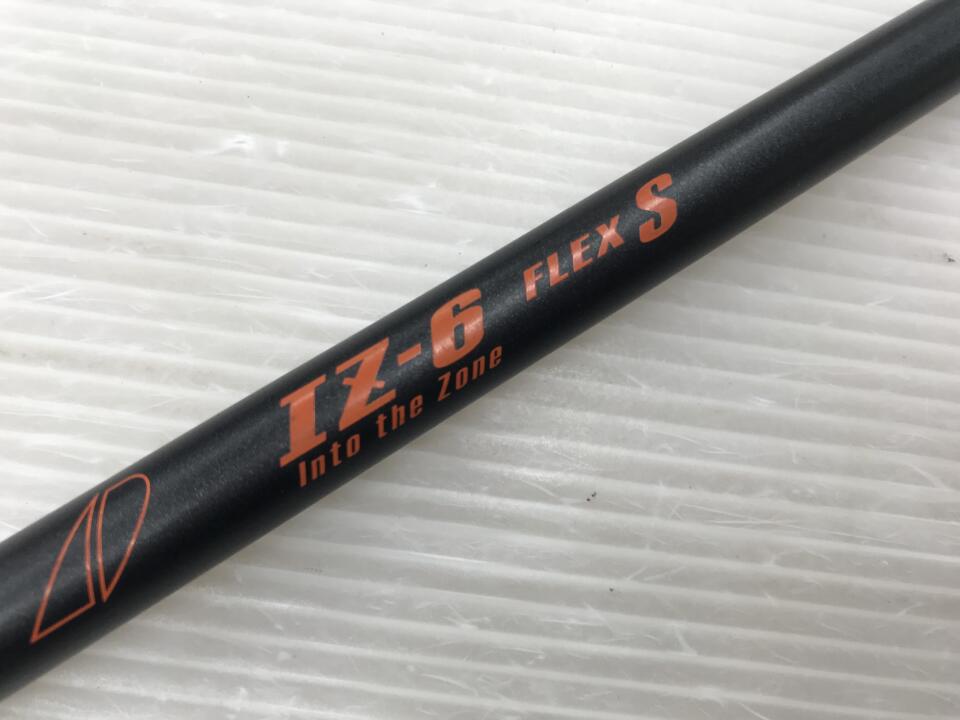 IZ-6 FLEX S
Into the Zone